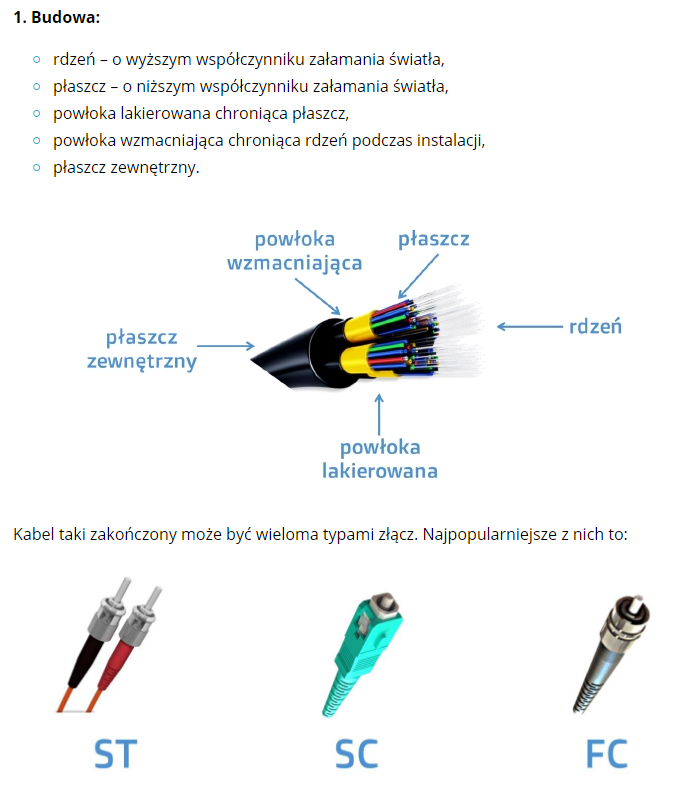 1. Budowa:
rdzeń – o wyższym współczynniku załamania światła,
płaszcz – o niższym współczynniku załamania światła,
powłoka lakierowana chroniąca płaszcz,
powłoka wzmacniająca chroniąca rdzeń podczas instalacji,
płaszcz zewnętrzny.
powłoka
wzmacniająca
płaszcz
rdzeń
płaszcz
zewnętrzny
powłoka
lakierowana
Kabel taki zakończony może być wieloma typami złącz. Najpopularniejsze z nich to:
ST
SC
FC